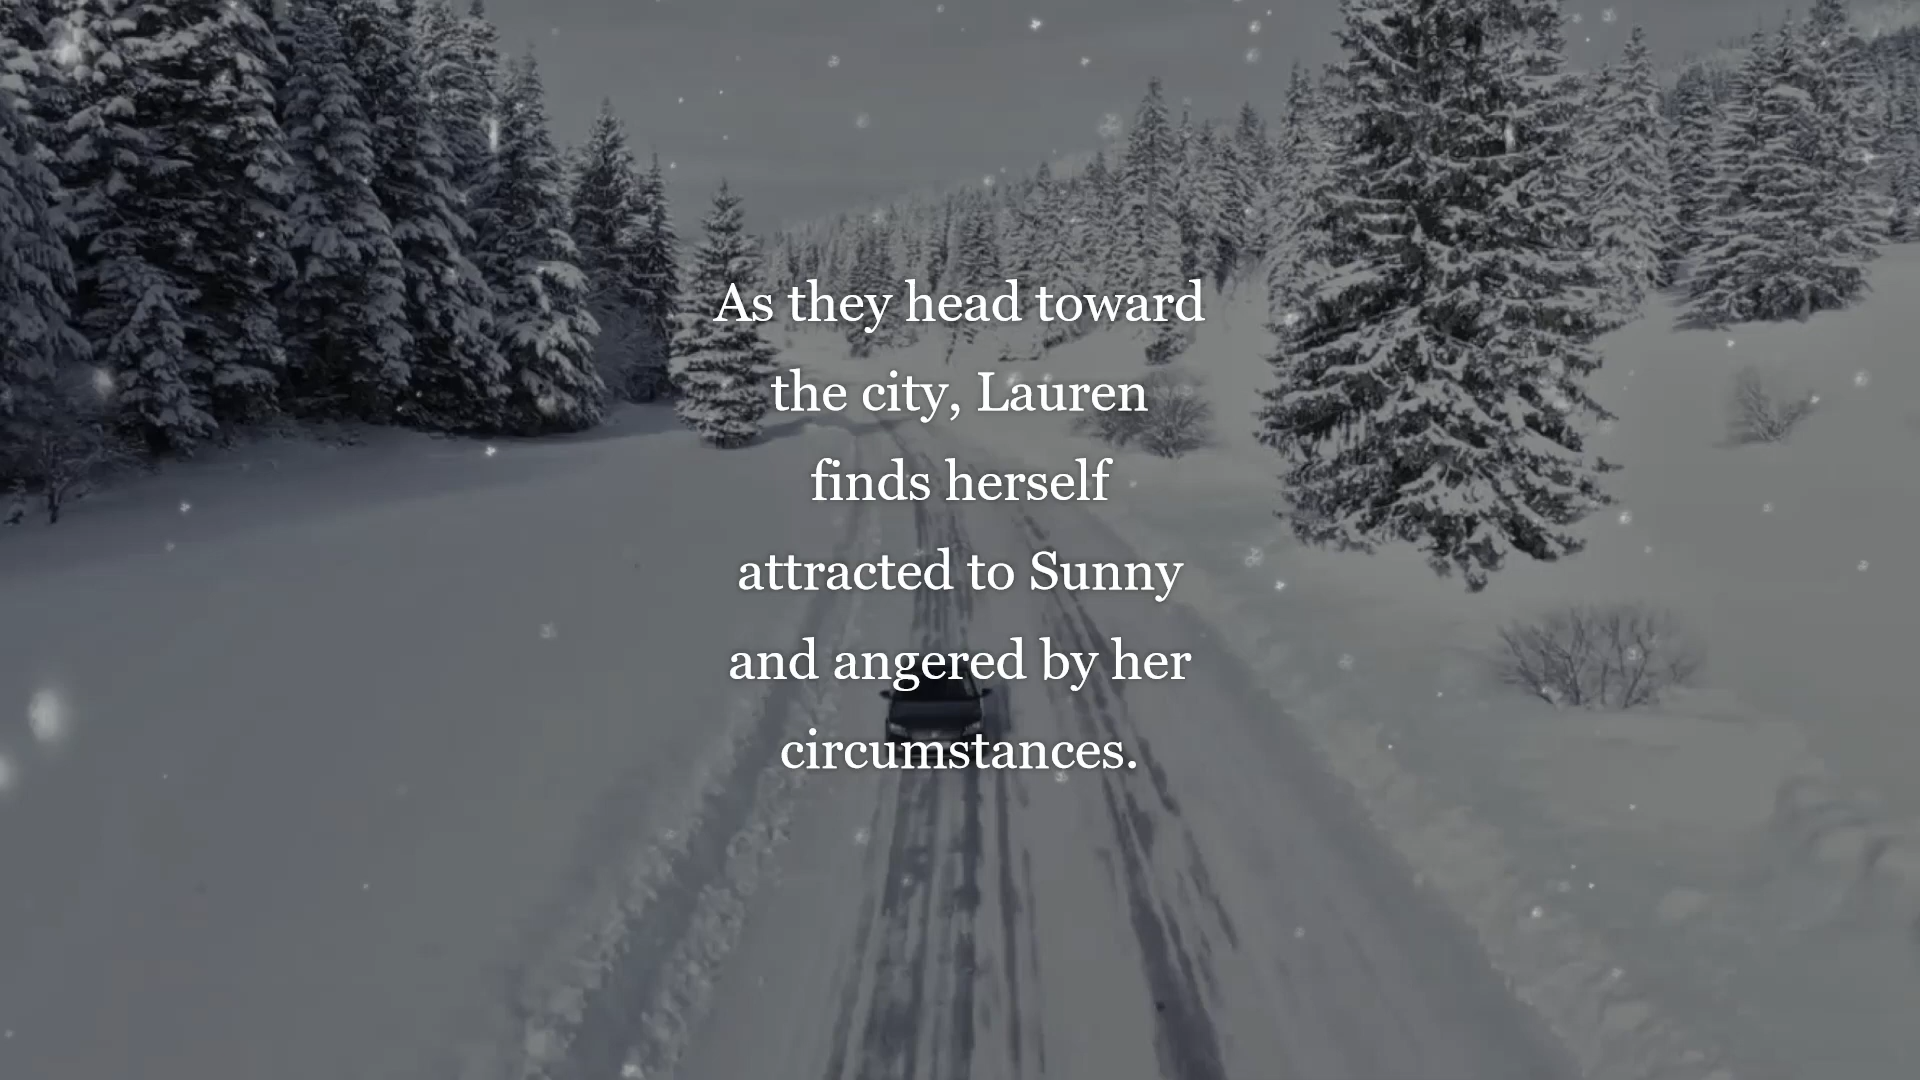 As they head toward
the city, Lauren
finds herself
attracted to Sunny
and angered by her
circumstances.